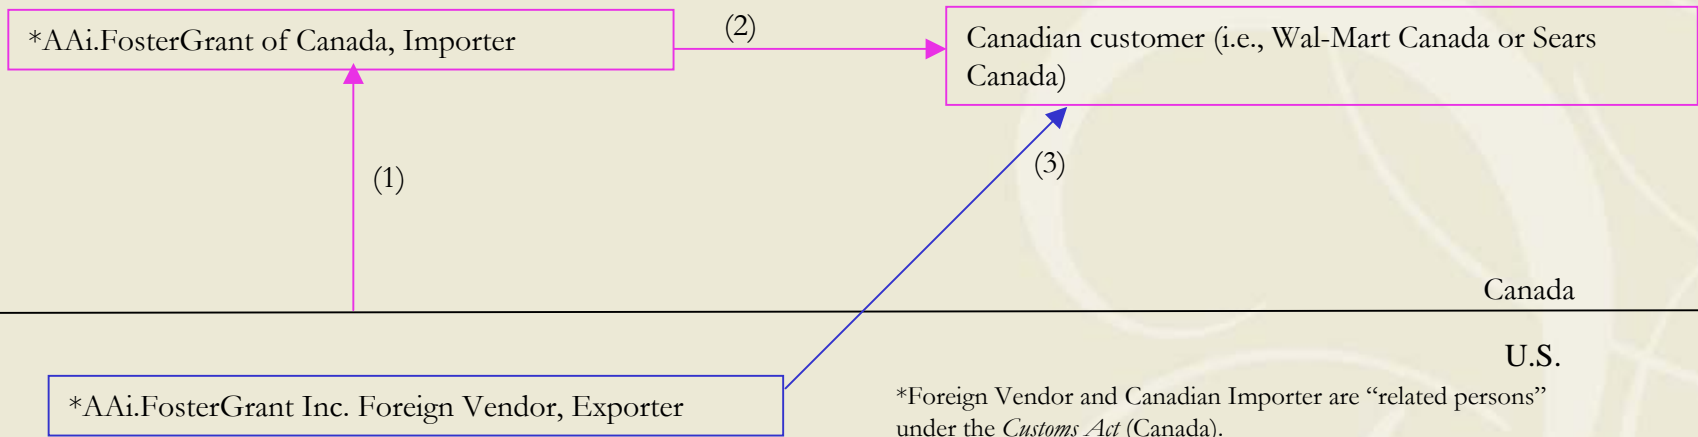 *AAi.FosterGrant of Canada, Importer
(2)
Canadian customer (i.e., Wal-Mart Canada or Sears
Canada)
(1)
(3)
Canada
U.S.
*AAi.FosterGrant Inc. Foreign Vendor, Exporter
*Foreign Vendor and Canadian Importer are “related persons”
under the Customs Act (Canada).